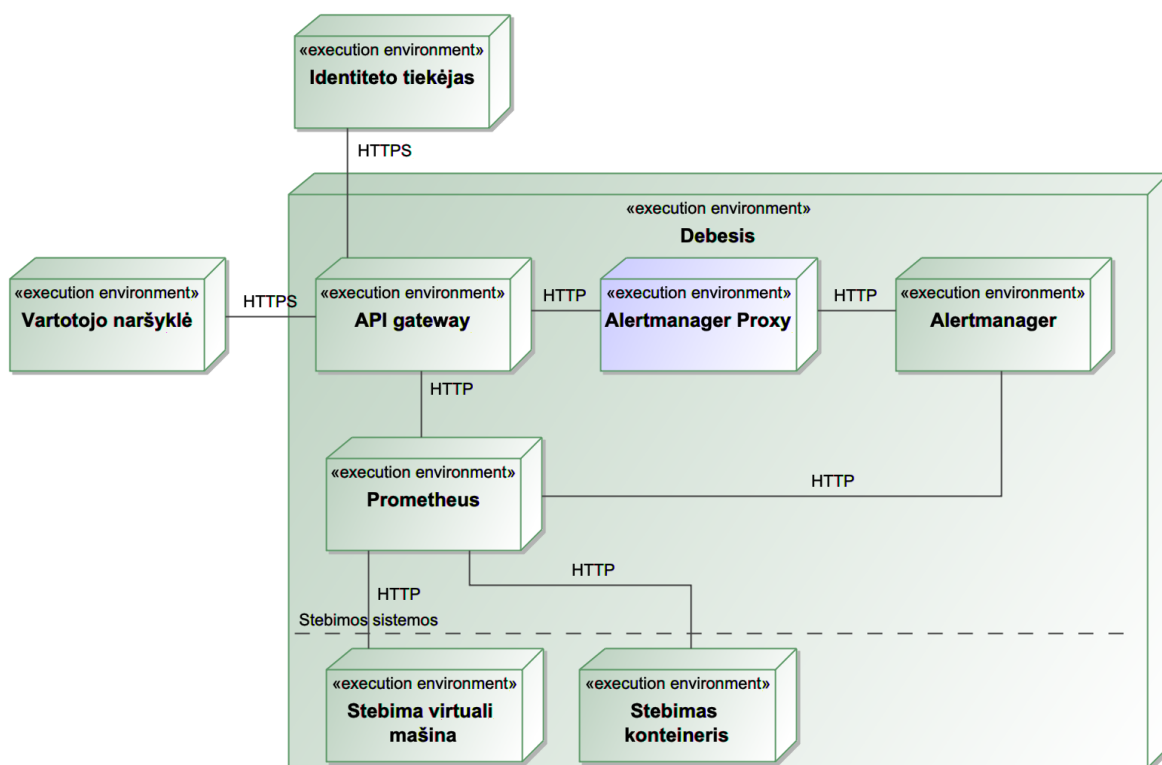 «execution environment»
Identiteto tiekėjas
HTTPS
«execution environment»
Debesis
«execution environment»
Vartotojo naršyklė
HTTPS
«execution environment»
API gateway
HTTP
«execution environment»
Alertmanager Proxy
HTTP
«execution environment»
Alertmanager
HTTP
«execution environment»
Prometheus
HTTP
HTTP
HTTP
Stebimos sistemos
«execution environment»
Stebima virtuali
mašina
«execution environment»
Stebimas
konteineris